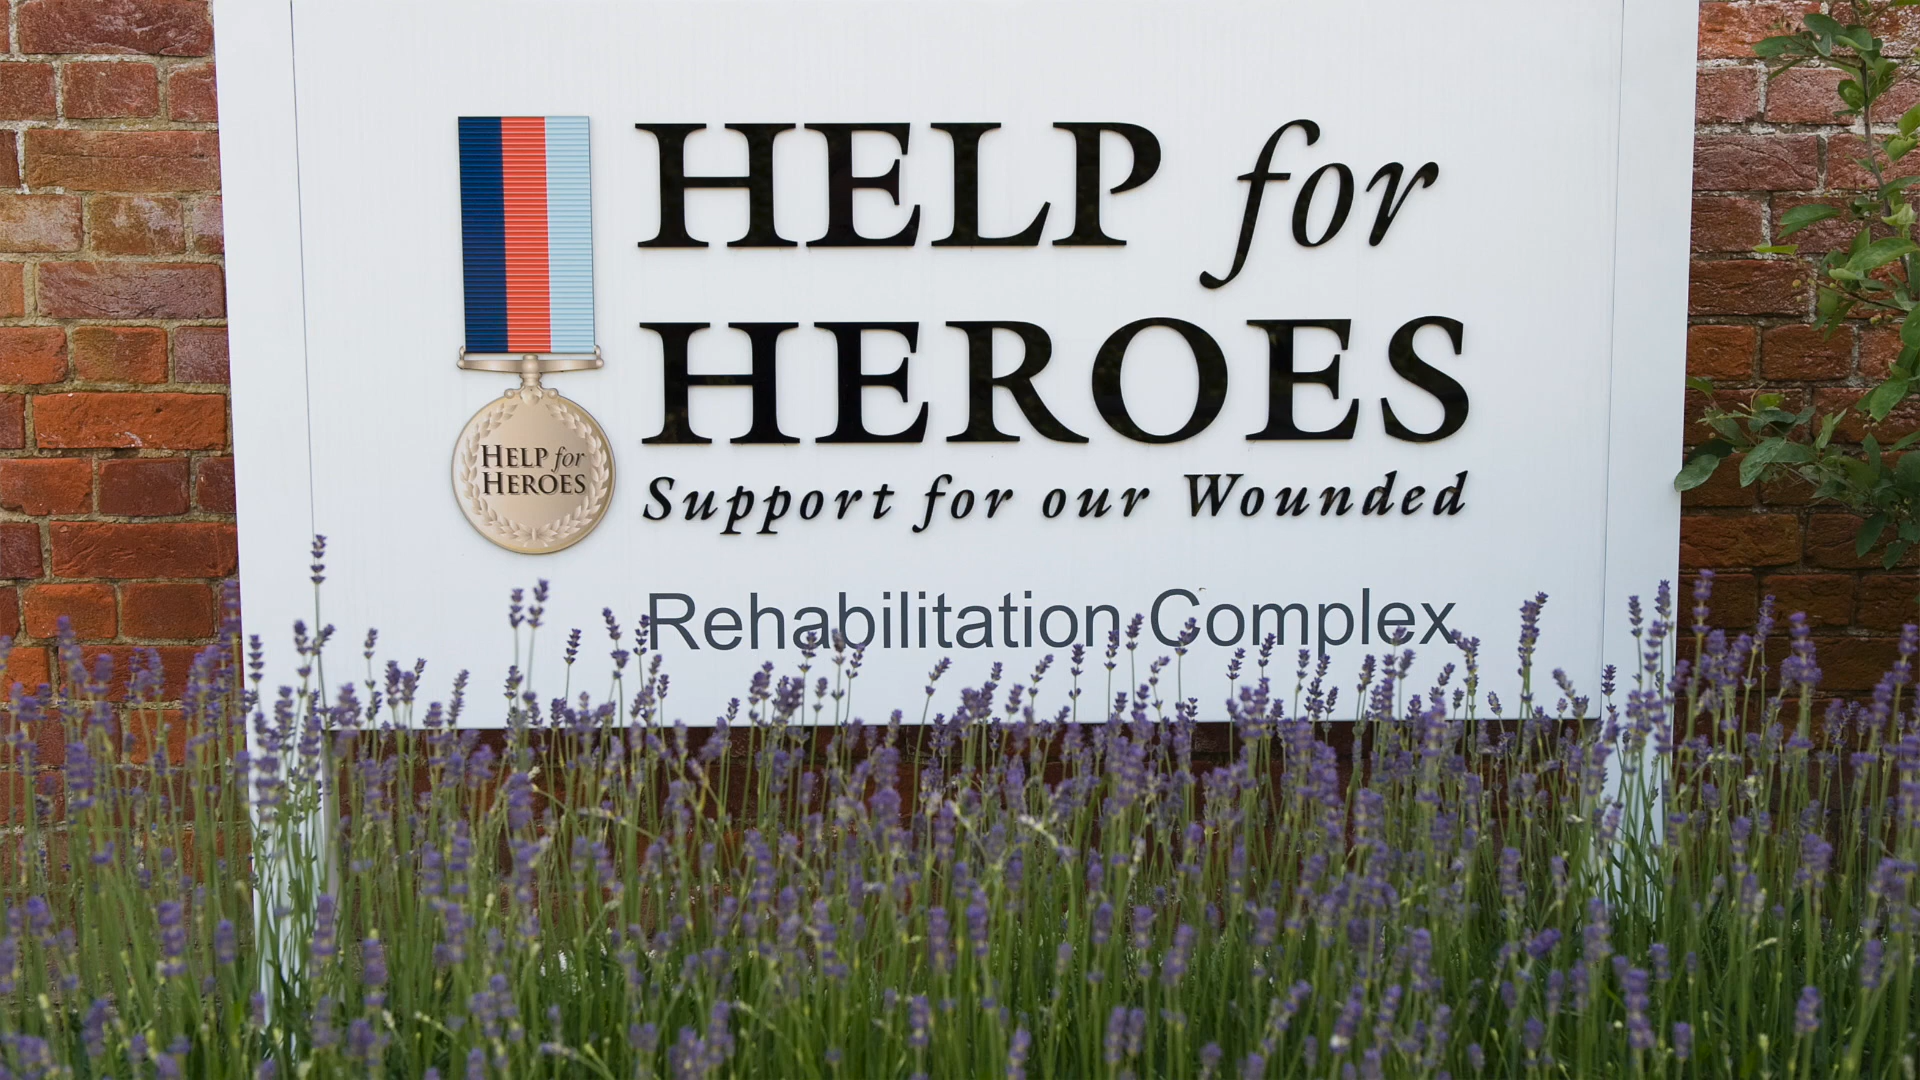 HELP for
HEROES
Support for our Wounded
HELP for
HEROES
Rehabilitation Complex